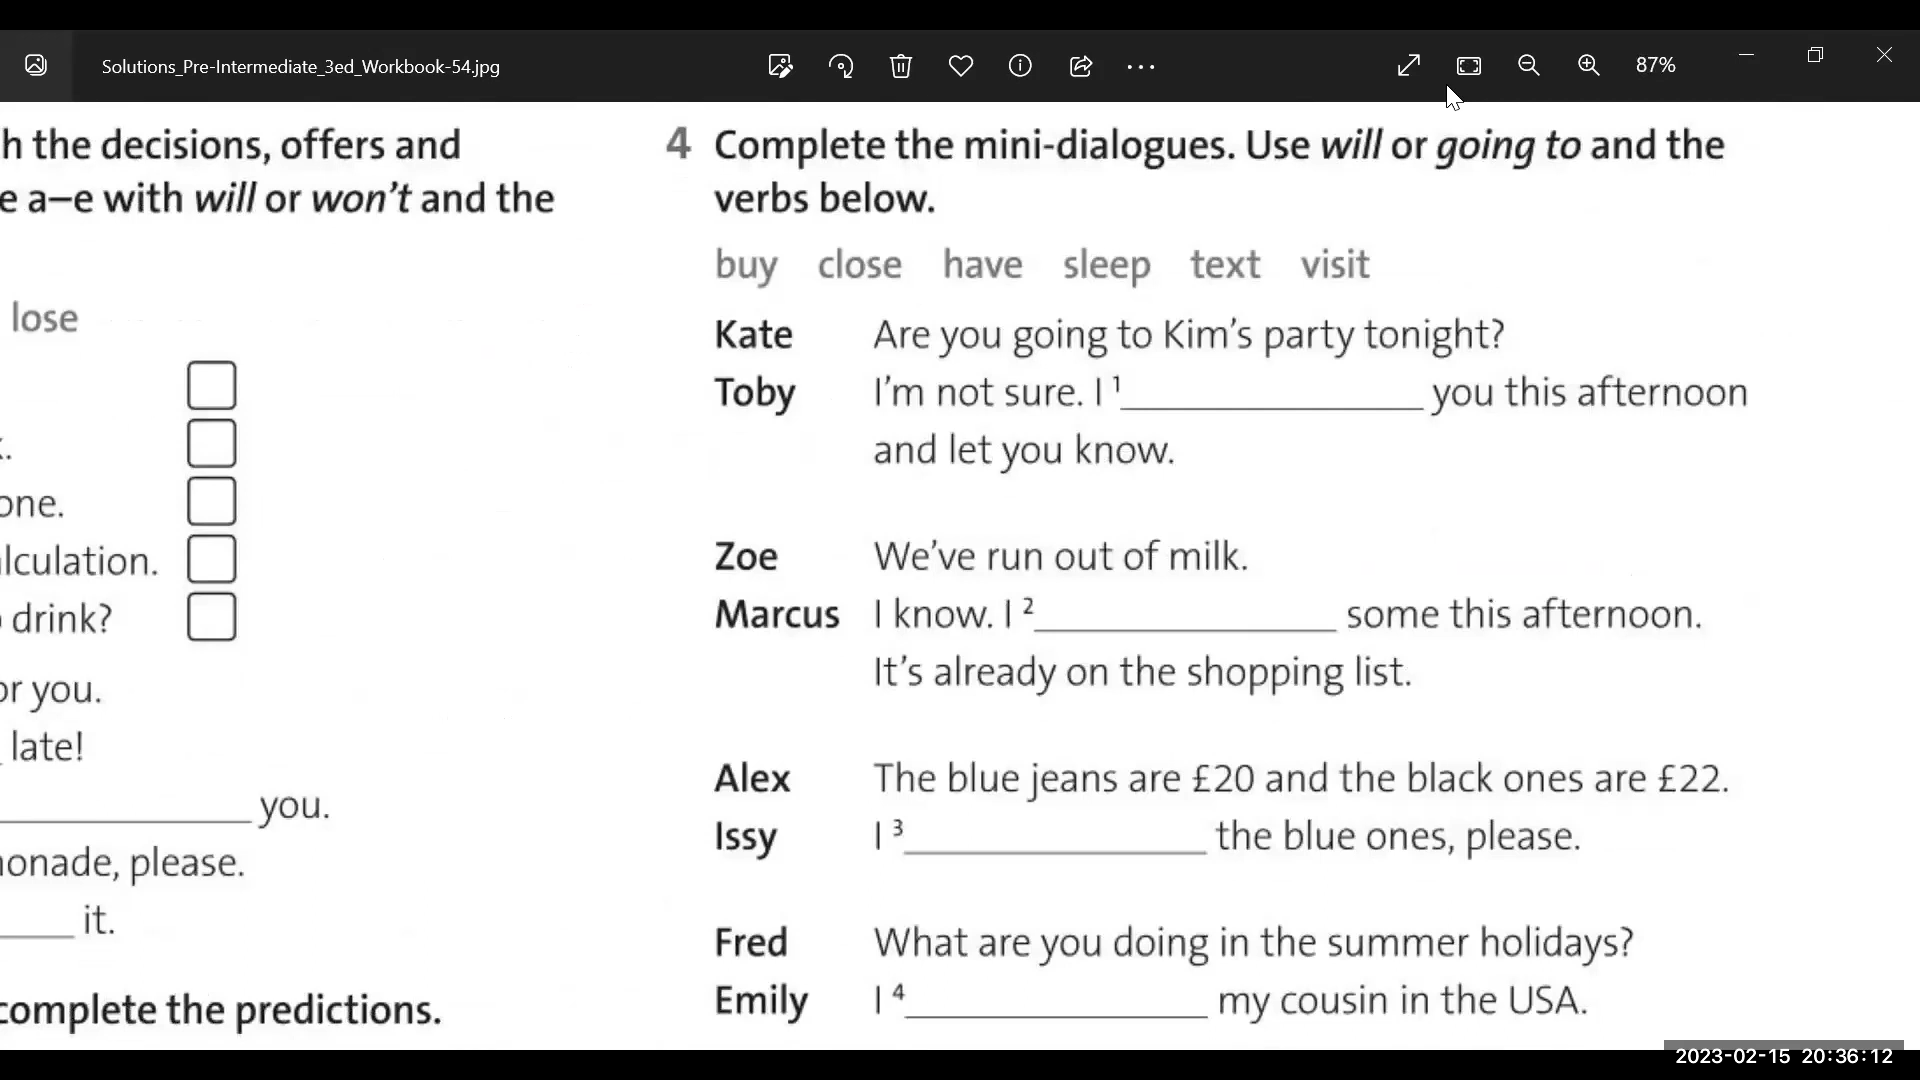 Solutions_Pre-Intermediate_3ed_Workbook-54.jpg
87%
h the decisions, offers and
e a–e with will or won't and the
lose
one.
lculation.
drink?
or you.
late!
you.
onade, please.
it.
complete the predictions.
4 Complete the mini-dialogues. Use will or going to and the
verbs below.
buy close have sleep text visit
Kate Are you going to Kim's party tonight?
Toby I'm not sure. I 1______________ you this afternoon
and let you know.
Zoe We've run out of milk.
Marcus I know. I 2______________ some this afternoon.
It's already on the shopping list.
Alex The blue jeans are £20 and the black ones are £22.
Issy I 3______________ the blue ones, please.
Fred What are you doing in the summer holidays?
Emily I 4______________ my cousin in the USA.
2023-02-15 20:36:12